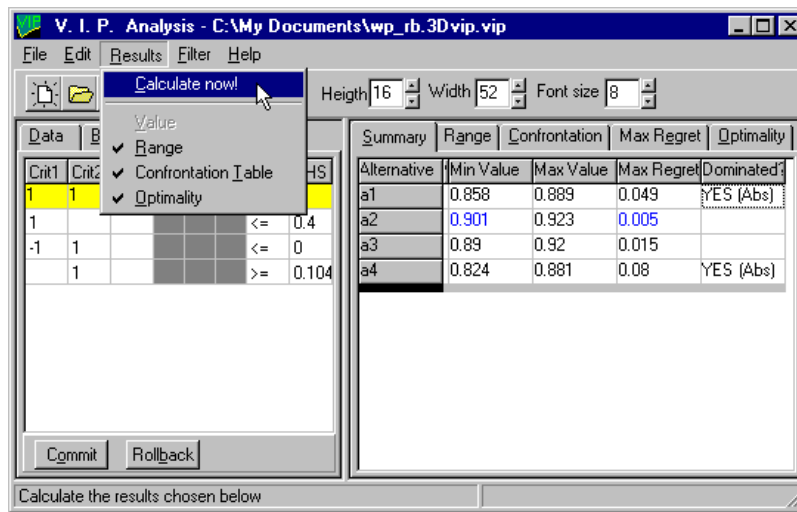 VIP V. I. P. Analysis - C:\My Documents\wp_rb.3Dvip.vip
File Edit Results Filter Help
Calculate now!
Value
Range
Confrontation Table
Optimality
Heigth 16 Width 52 Font size 8
Data B
Summary Range Confrontation Max Regret Optimality
Crit1 Crit2 HS
Alternative Min Value Max Value Max Regret Dominated?
1 1
a1 0.858 0.889 0.049 YES (Abs)
1 <= 0.4
a2 0.901 0.923 0.005
-1 1 <= 0
a3 0.89 0.92 0.015
1 >= 0.104
a4 0.824 0.881 0.08 YES (Abs)
Commit Rollback
Calculate the results chosen below